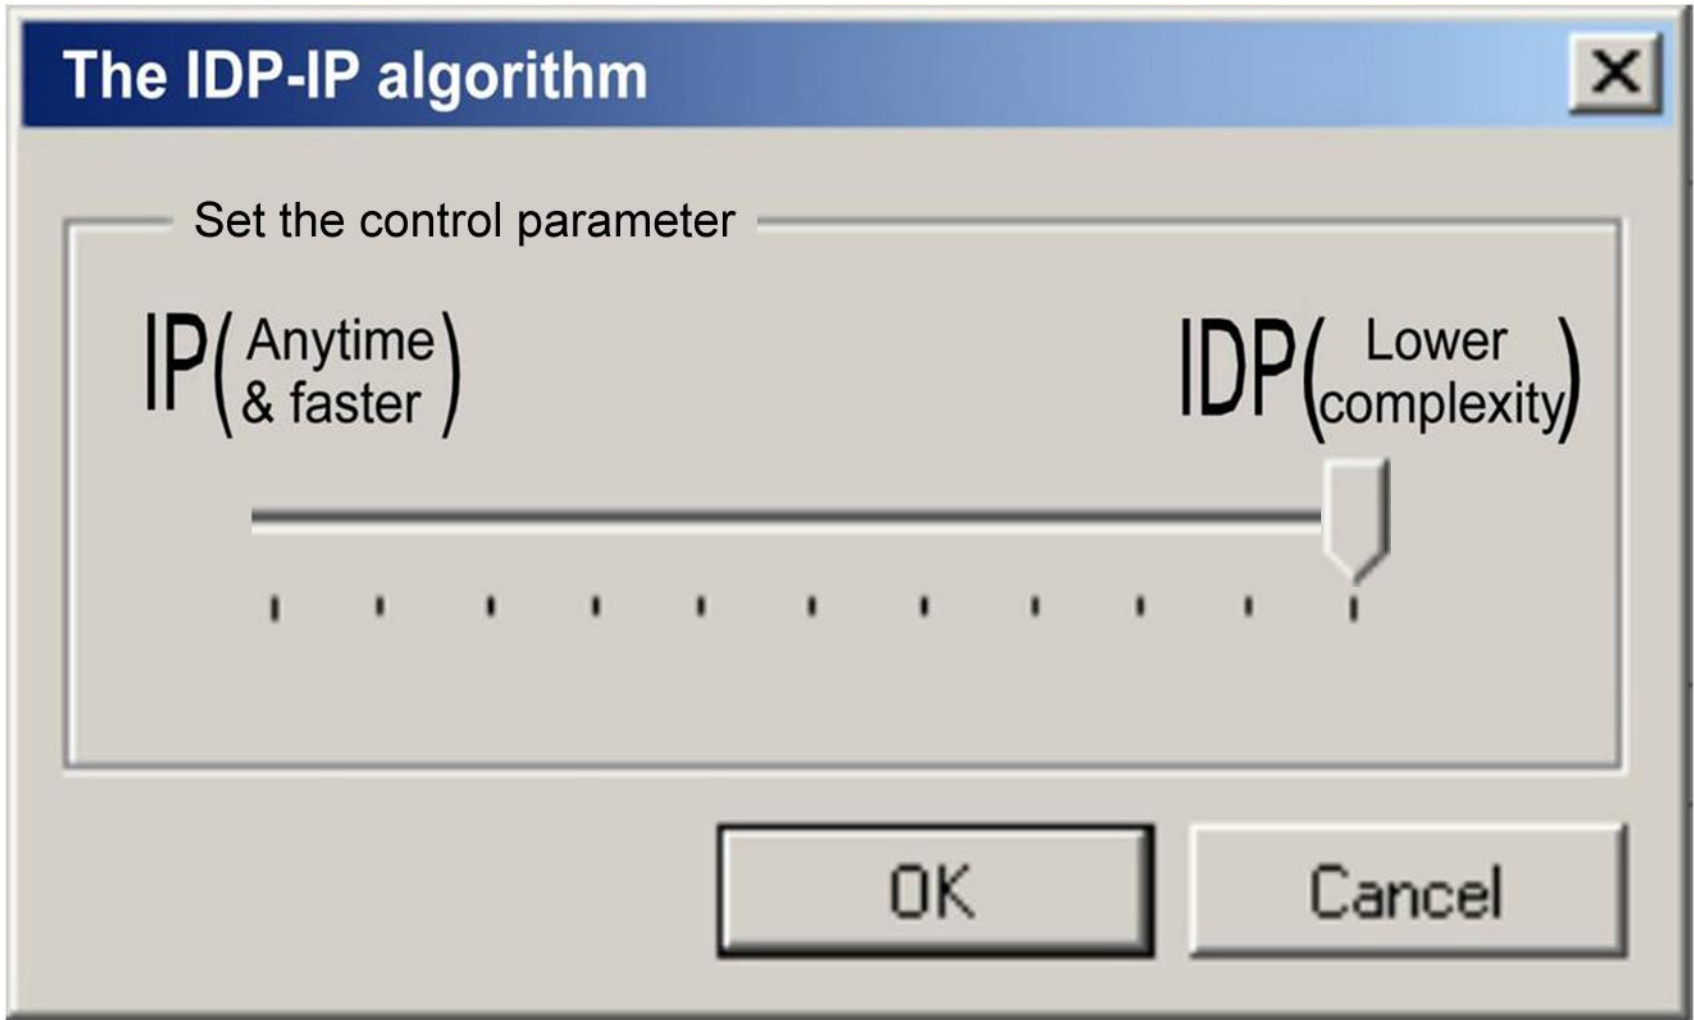 The IDP-IP algorithm
Set the control parameter
IP( Anytime
& faster )
IDP( Lower
complexity)
OK
Cancel